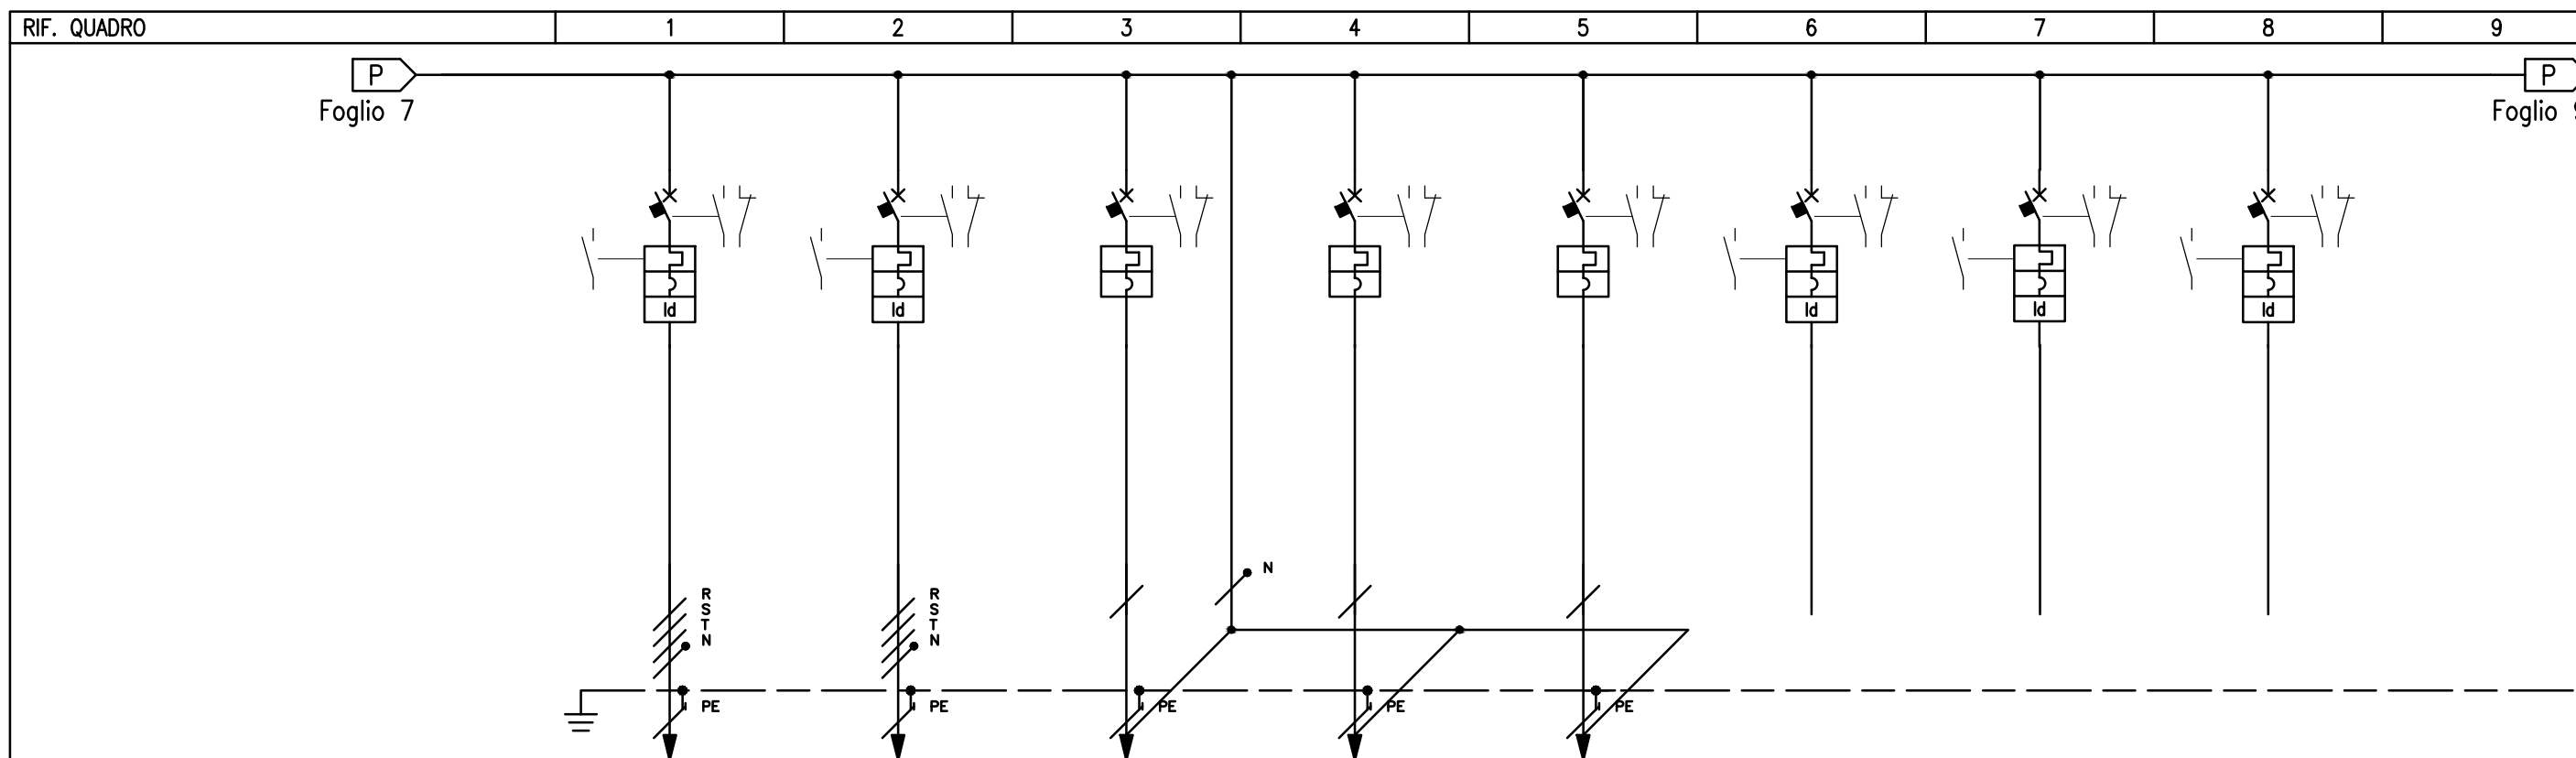 RIF. QUADRO 1 2 3 4 5 6 7 8 9
P P
Foglio 7 Foglio
Id Id Id Id Id
N
R R
S S
T T
N N
PE PE PE PE PE